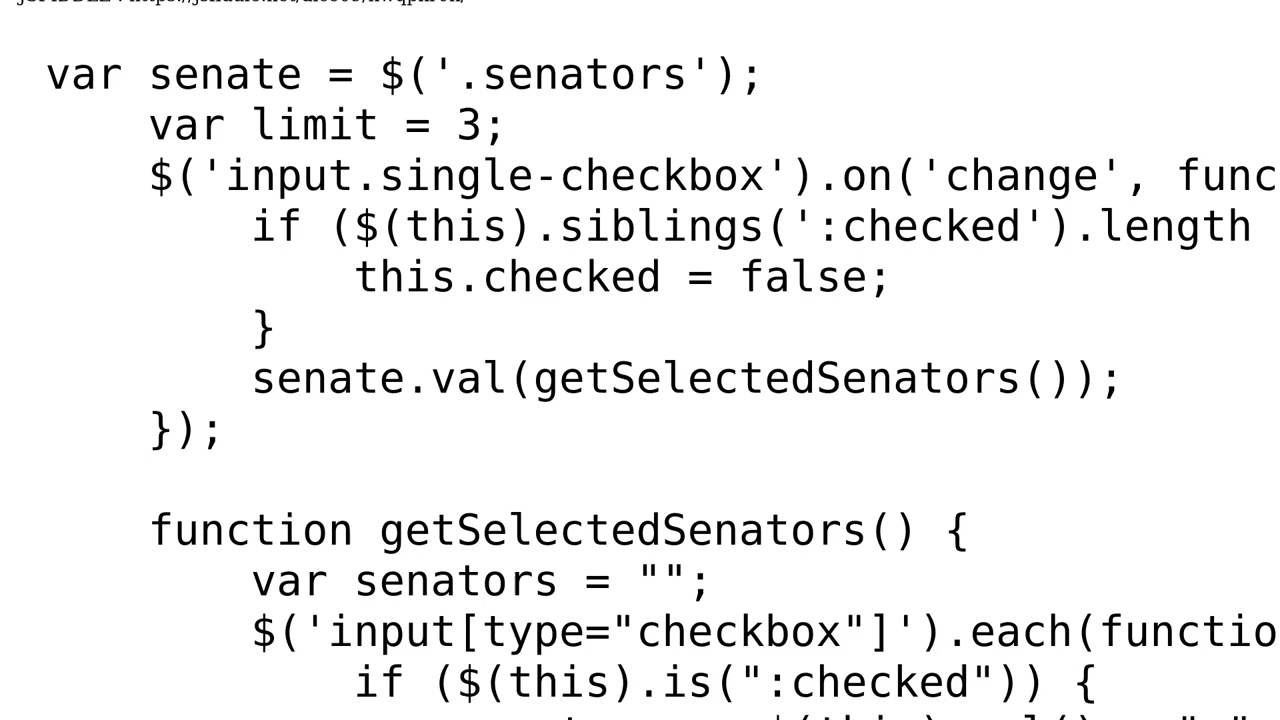 var senate = $('.senators');
var limit = 3;
$('input.single-checkbox').on('change', func
if ($(this).siblings(':checked').length
this.checked = false;
}
senate.val(getSelectedSenators());
});
function getSelectedSenators() {
var senators = "";
$('input[type="checkbox"]').each(functio
if ($(this).is(":checked")) {